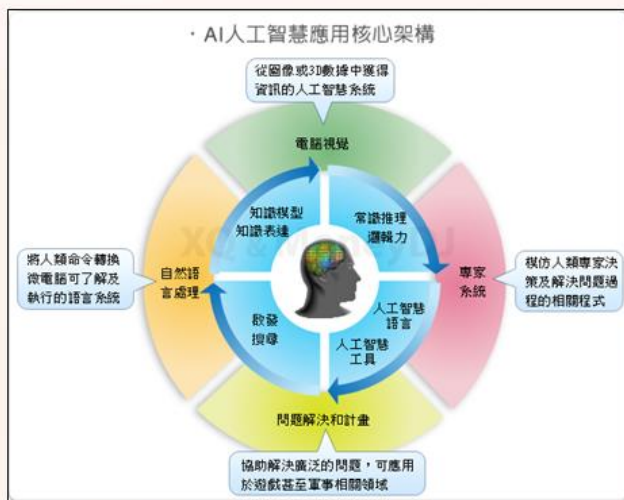 ・AI人工智慧應用核心架構
從圖像或3D數據中獲得
資訊的人工智慧系統
電腦視覺
知識模型
知識表達
常識推理
邏輯力
將人類命令轉換
微電腦可了解及
執行的語言系統
自然語
言處理
專家
系統
模仿人類專家決
策及解決問題過
程的相關程式
啟發
搜尋
人工智慧
語言
人工智慧
工具
問題解決和計畫
協助解決廣泛的問題，可應用
於遊戲甚至軍事相關領域